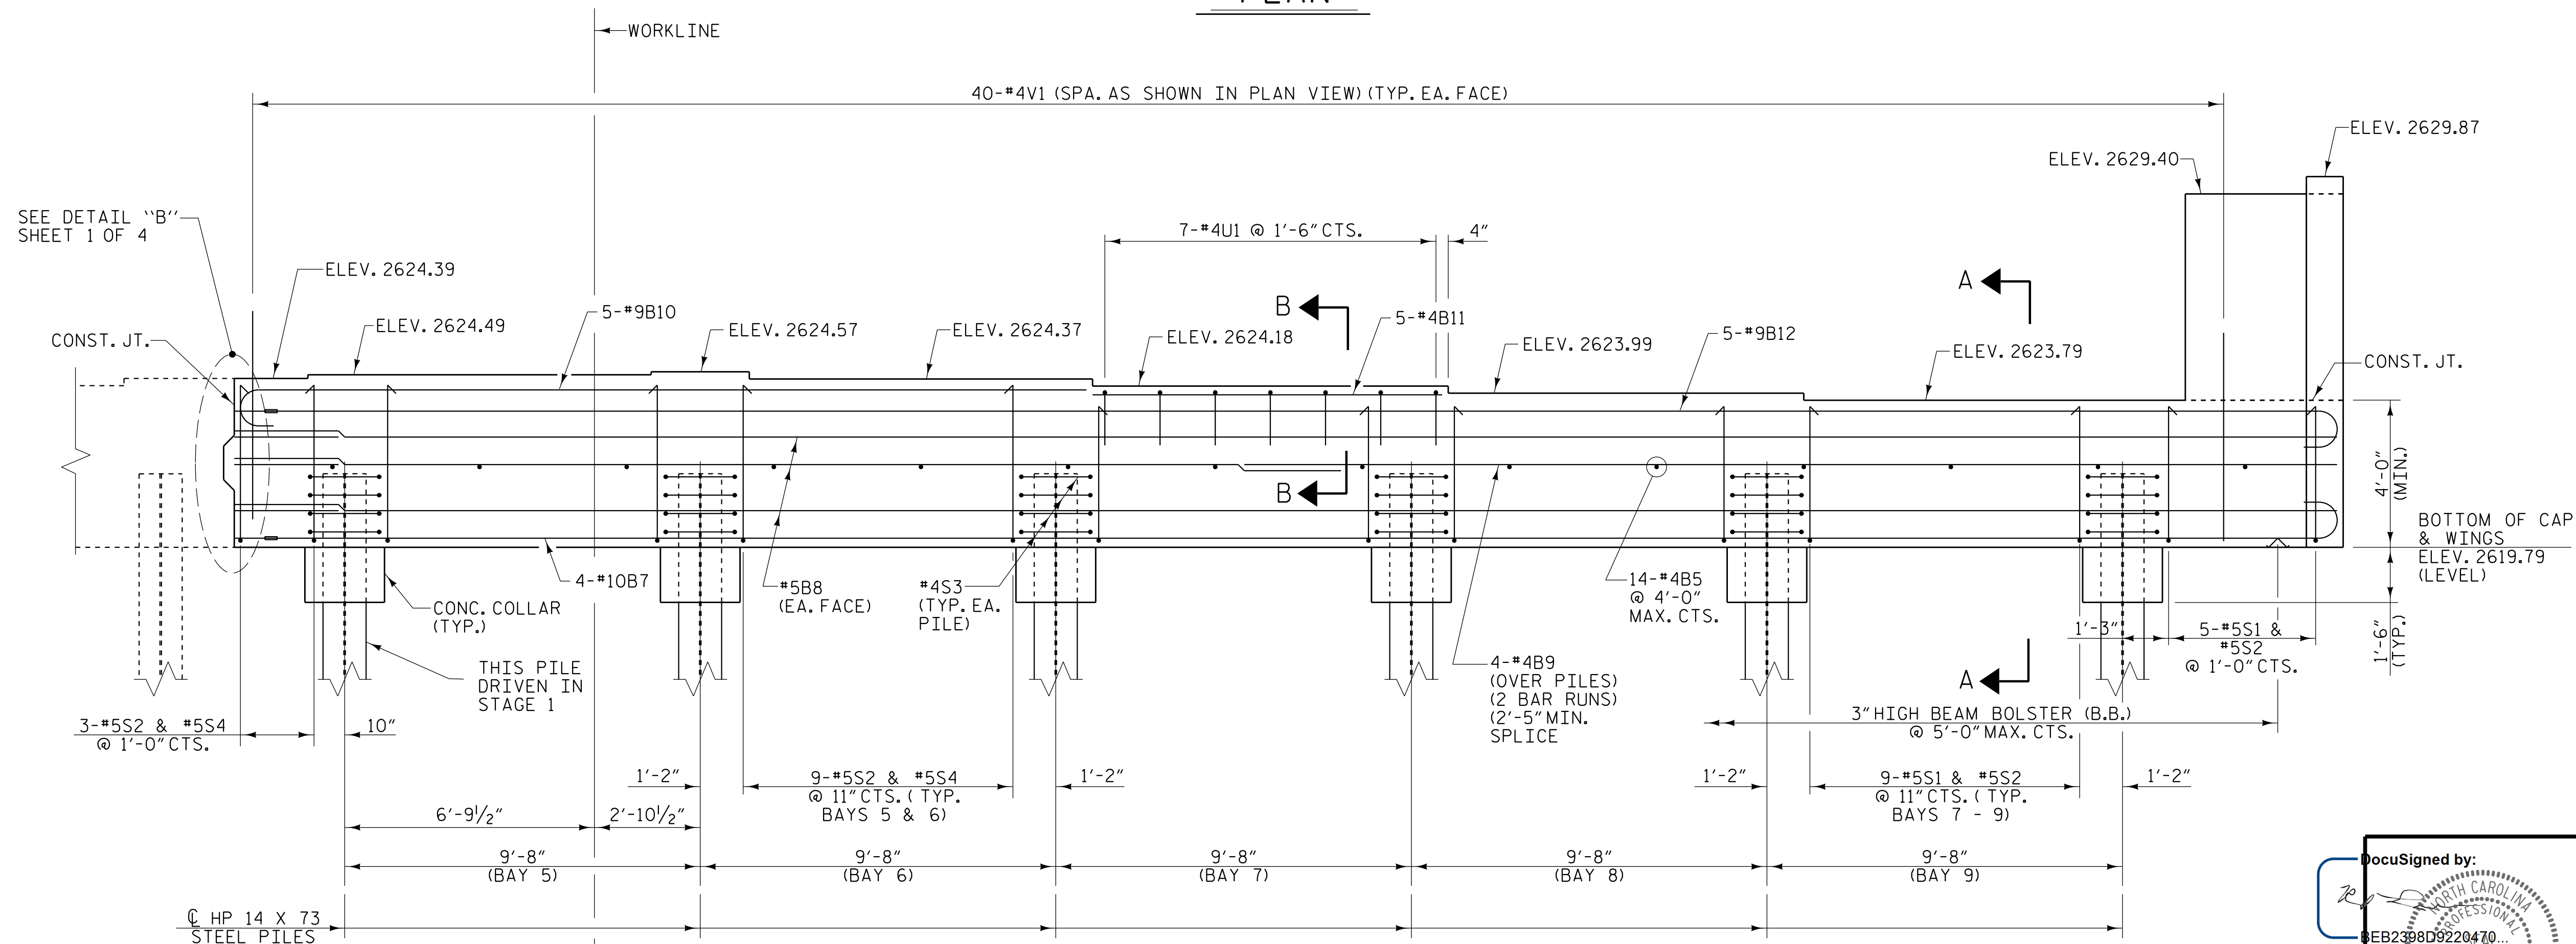 PLAN
WORKLINE
40-#4V1 (SPA. AS SHOWN IN PLAN VIEW) (TYP. EA. FACE)
ELEV. 2629.87
ELEV. 2629.40
SEE DETAIL ``B''
SHEET 1 OF 4
7-#4U1 @ 1'-6" CTS.
4"
ELEV. 2624.39
A
B
5-#9B10
5-#4B11
ELEV. 2624.49
ELEV. 2624.57
ELEV. 2624.37
ELEV. 2624.18
5-#9B12
CONST. JT.
ELEV. 2623.99
ELEV. 2623.79
CONST. JT.
4'-0"
(MIN.)
B
BOTTOM OF CAP
& WINGS
ELEV. 2619.79
(LEVEL)
4-#10B7
#5B8
(EA. FACE)
#4S3
(TYP. EA.
PILE)
14-#4B5
@ 4'-0"
MAX. CTS.
CONC. COLLAR
(TYP.)
1'-3"
5-#5S1 &
#5S2
@ 1'-0" CTS.
1'-6"
(TYP.)
THIS PILE
DRIVEN IN
STAGE 1
4-#4B9
(OVER PILES)
(2 BAR RUNS)
(2'-5" MIN.
SPLICE
A
3-#5S2 & #5S4
@ 1'-0" CTS.
10"
3" HIGH BEAM BOLSTER (B.B.)
@ 5'-0" MAX. CTS.
1'-2"
9-#5S2 & #5S4
@ 11" CTS. ( TYP.
BAYS 5 & 6)
1'-2"
1'-2"
9-#5S1 & #5S2
@ 11" CTS. ( TYP.
BAYS 7 - 9)
1'-2"
6'-9½"
2'-10½"
9'-8"
(BAY 5)
9'-8"
(BAY 6)
9'-8"
(BAY 7)
9'-8"
(BAY 8)
9'-8"
(BAY 9)
℄ HP 14 X 73
STEEL PILES
DocuSigned by:
NORTH CAROLINA
PROFESSIONAL
BEB2398D9220470...